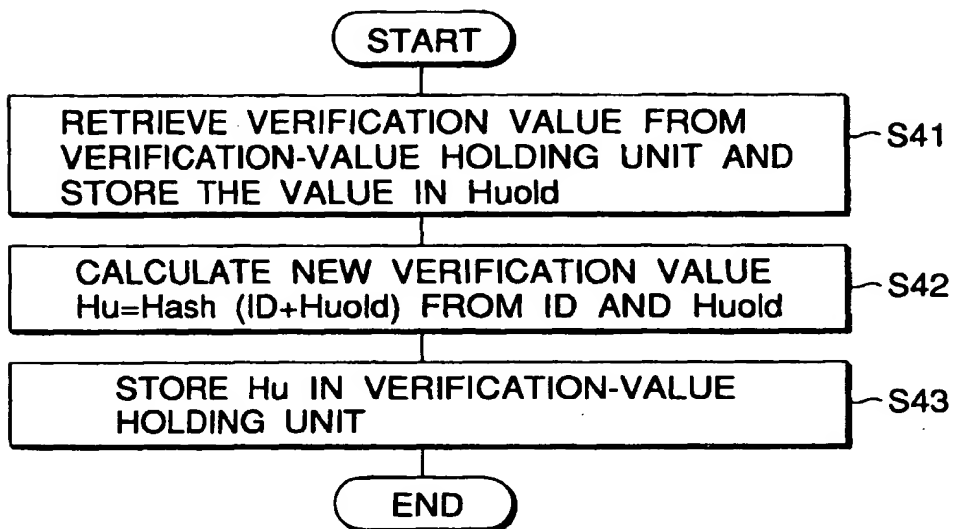 START
RETRIEVE VERIFICATION VALUE FROM
VERIFICATION-VALUE HOLDING UNIT AND
STORE THE VALUE IN Huold
S41
CALCULATE NEW VERIFICATION VALUE
Hu=Hash (ID+Huold) FROM ID AND Huold
S42
STORE Hu IN VERIFICATION-VALUE
HOLDING UNIT
S43
END